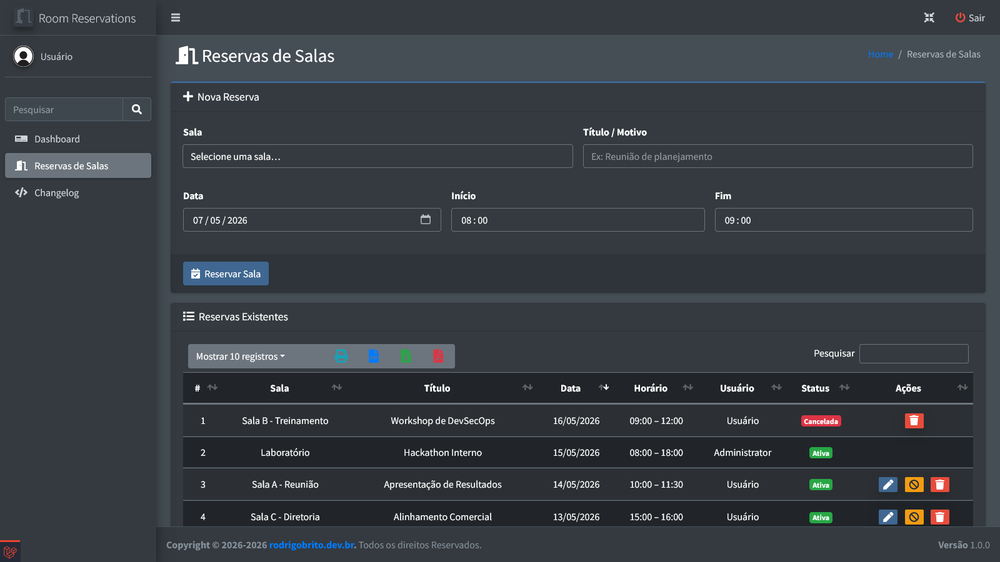 Room Reservations
Sair
Usuário
Reservas de Salas
Home / Reservas de Salas
Pesquisar
Dashboard
Reservas de Salas
Changelog
Nova Reserva
Sala
Título / Motivo
Selecione uma sala...
Ex: Reunião de planejamento
Data
Início
Fim
07 / 05 / 2026
08 : 00
09 : 00
Reservar Sala
Reservas Existentes
Mostrar 10 registros
Pesquisar
# Sala Título Data Horário Usuário Status Ações
1 Sala B - Treinamento Workshop de DevSecOps 16/05/2026 09:00 – 12:00 Usuário Cancelada
2 Laboratório Hackathon Interno 15/05/2026 08:00 – 18:00 Administrator Ativa
3 Sala A - Reunião Apresentação de Resultados 14/05/2026 10:00 – 11:30 Usuário Ativa
4 Sala C - Diretoria Alinhamento Comercial 13/05/2026 15:00 – 16:00 Usuário Ativa
Copyright © 2026-2026 rodrigobrito.dev.br. Todos os direitos Reservados.
Versão 1.0.0